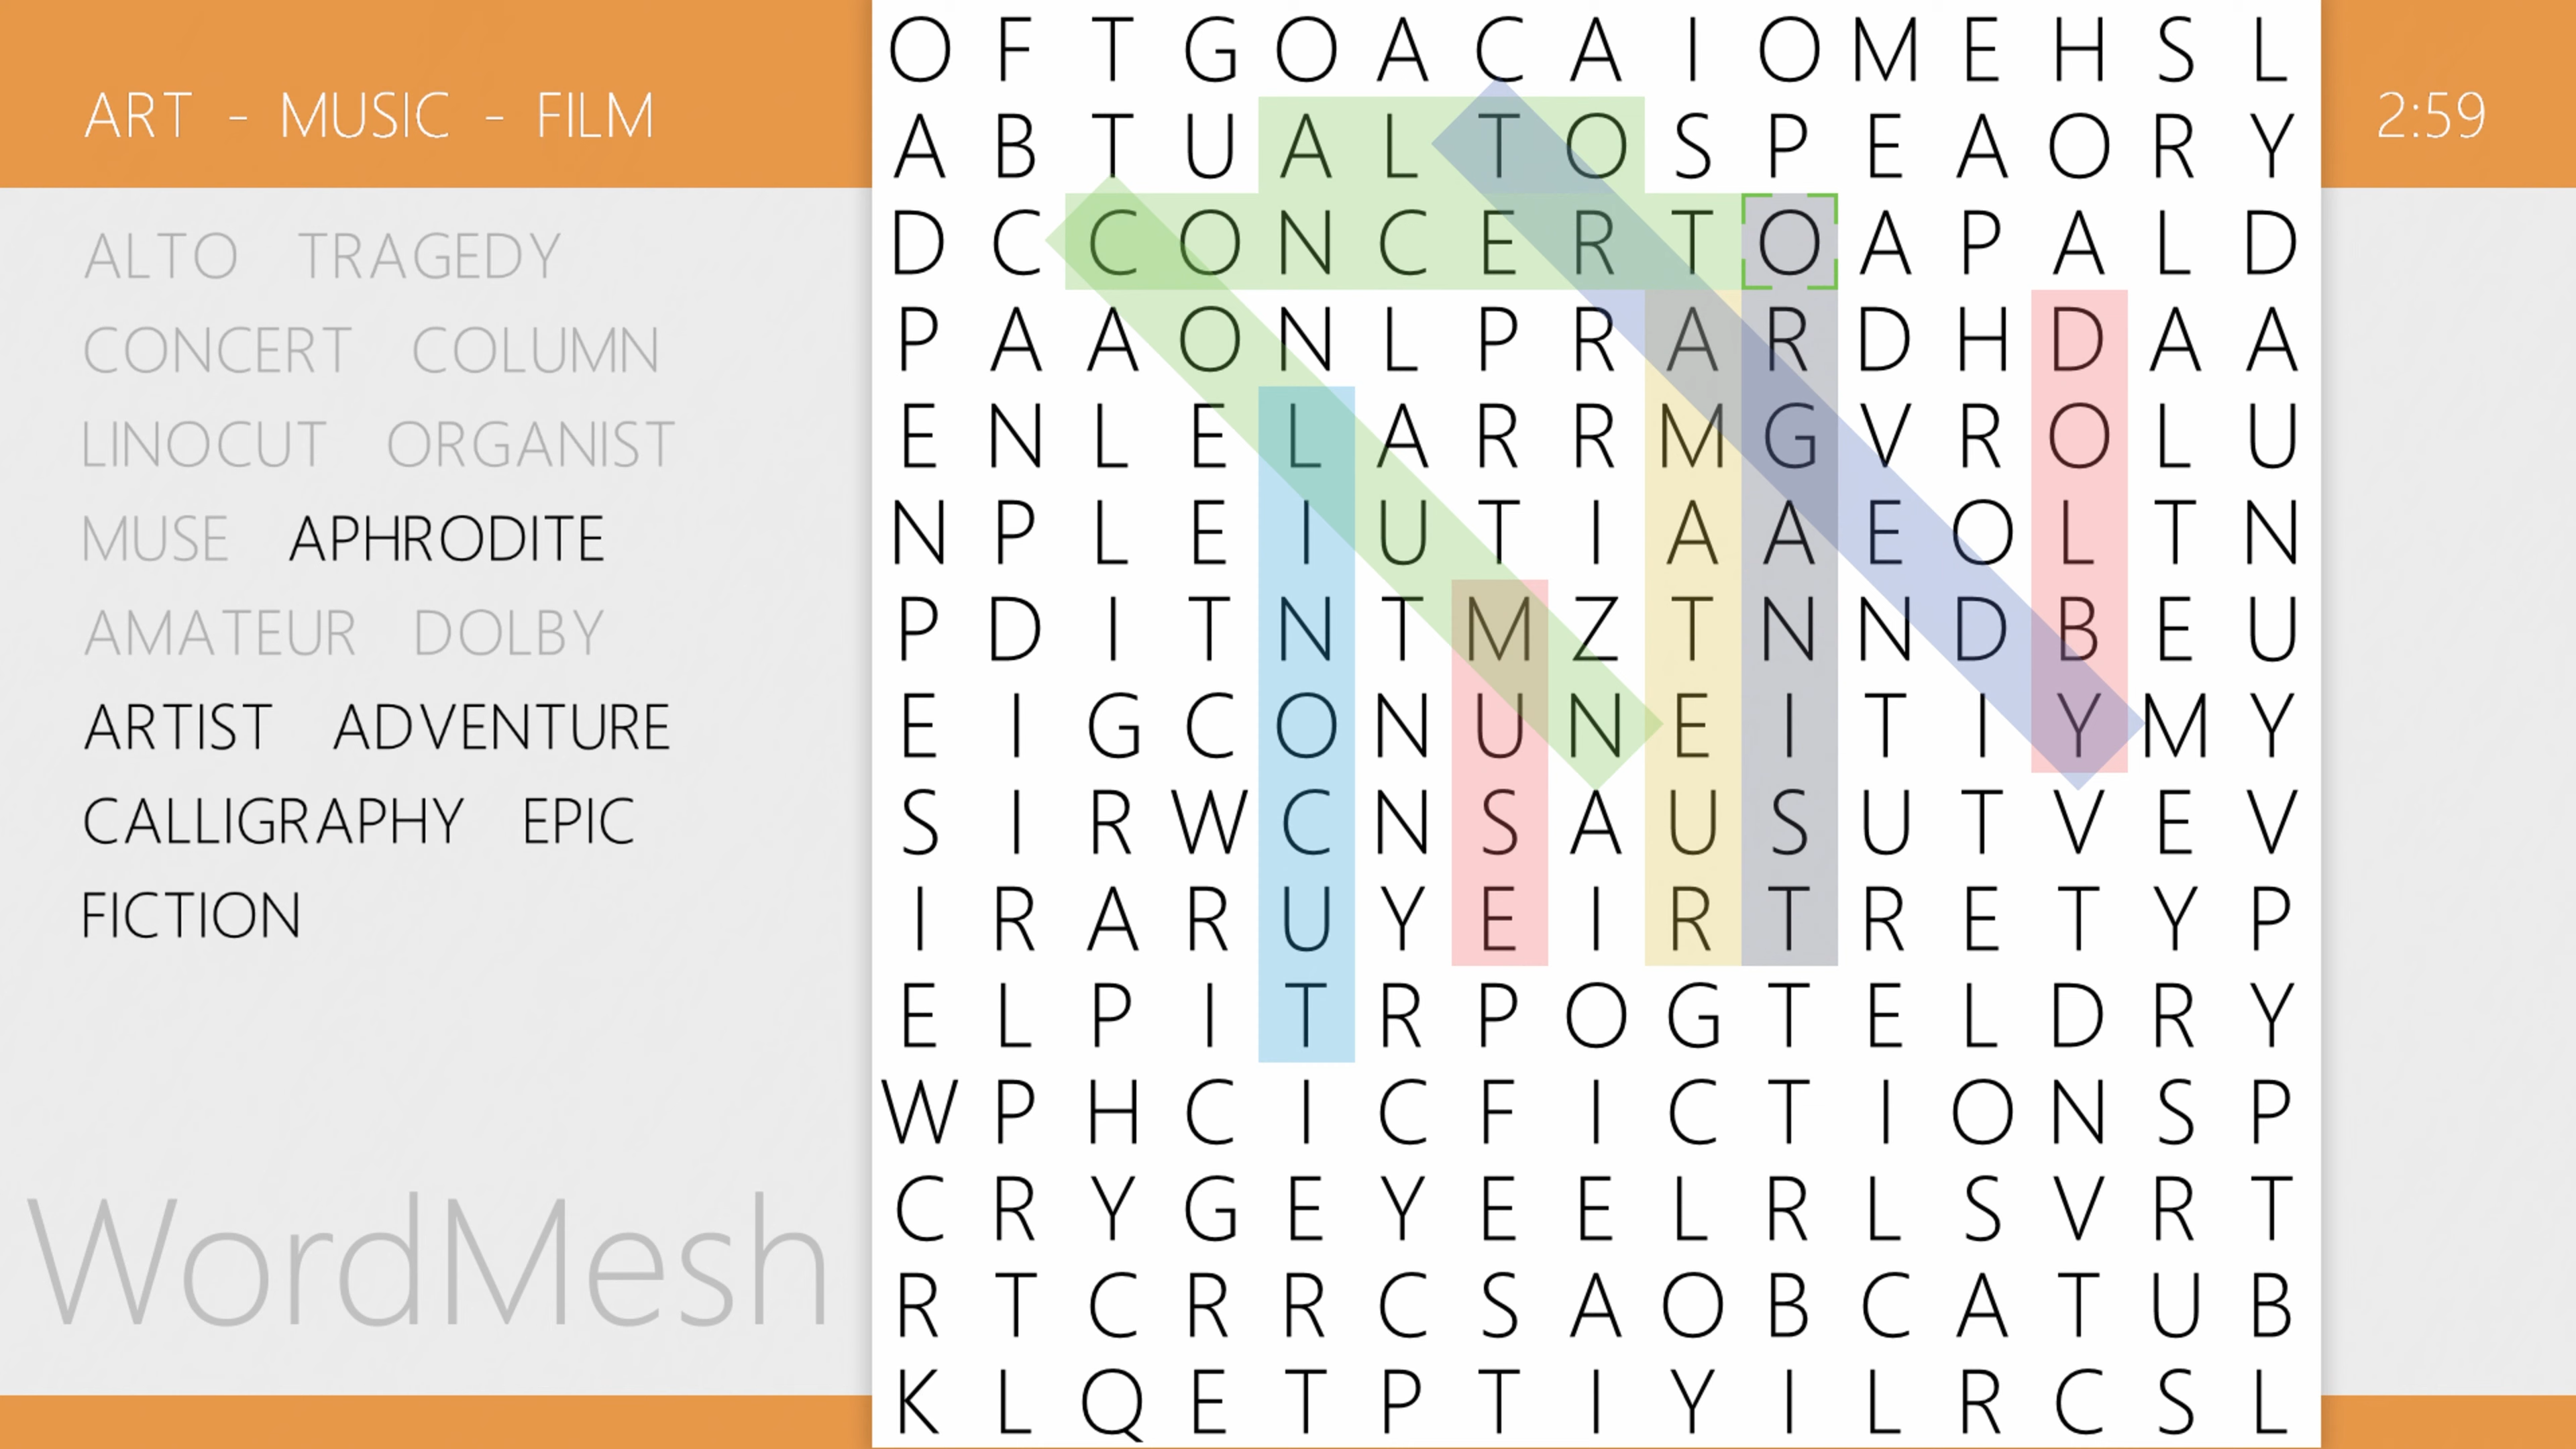 ART - MUSIC - FILM
2:59
ALTO TRAGEDY
CONCERT COLUMN
LINOCUT ORGANIST
MUSE APHRODITE
AMATEUR DOLBY
ARTIST ADVENTURE
CALLIGRAPHY EPIC
FICTION
WordMesh
O F T G O A C A I O M E H S L
A B T U A L T O S P E A O R Y
D C C O N C E R T O A P A L D
P A A O N L P R A R D H D A A
E N L E L A R R M G V R O L U
N P L E I U T I A A E O L T N
P D I T N T M Z T N N D B E U
E I G C O N U N E I T I Y M Y
S I R W C N S A U S U T V E V
I R A R U Y E I R T R E T Y P
E L P I T R P O G T E L D R Y
W P H C I C F I C T I O N S P
C R Y G E Y E E L R L S V R T
R T C R R C S A O B C A T U B
K L Q E T P T I Y I L R C S L